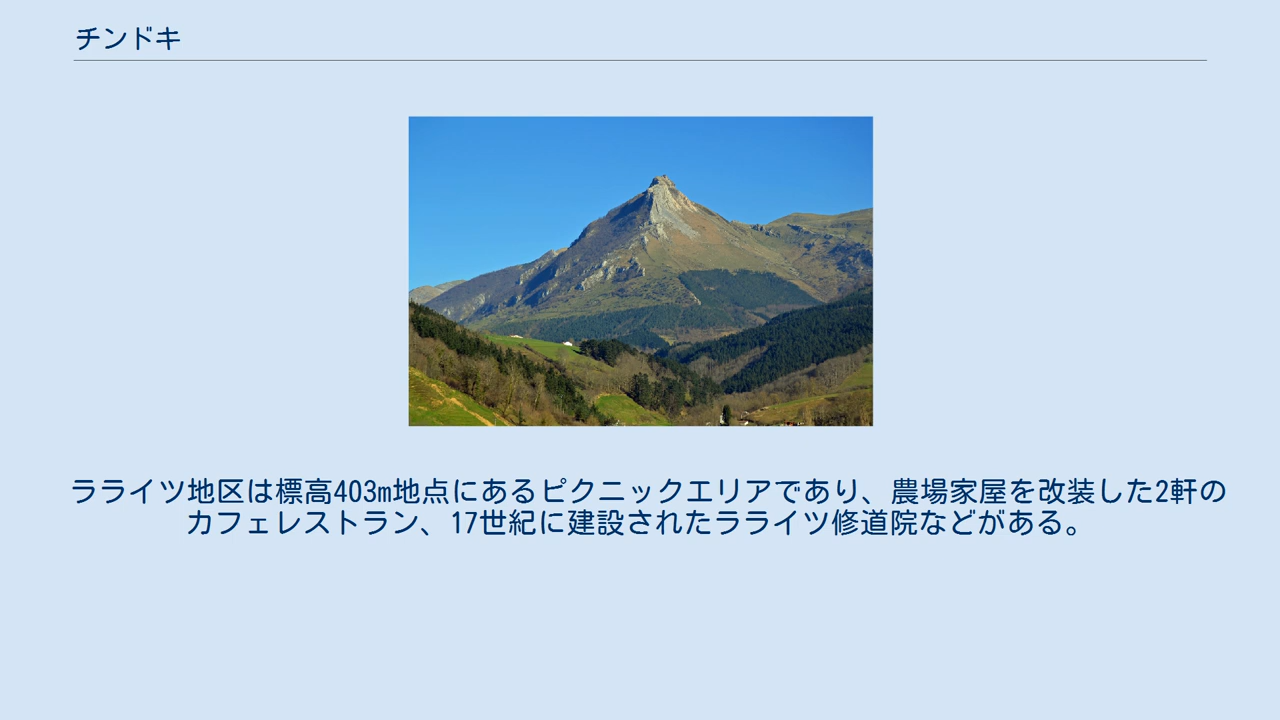 チンドキ
ラライツ地区は標高403m地点にあるピクニックエリアであり、農場家屋を改装した2軒の
カフェレストラン、17世紀に建設されたラライツ修道院などがある。